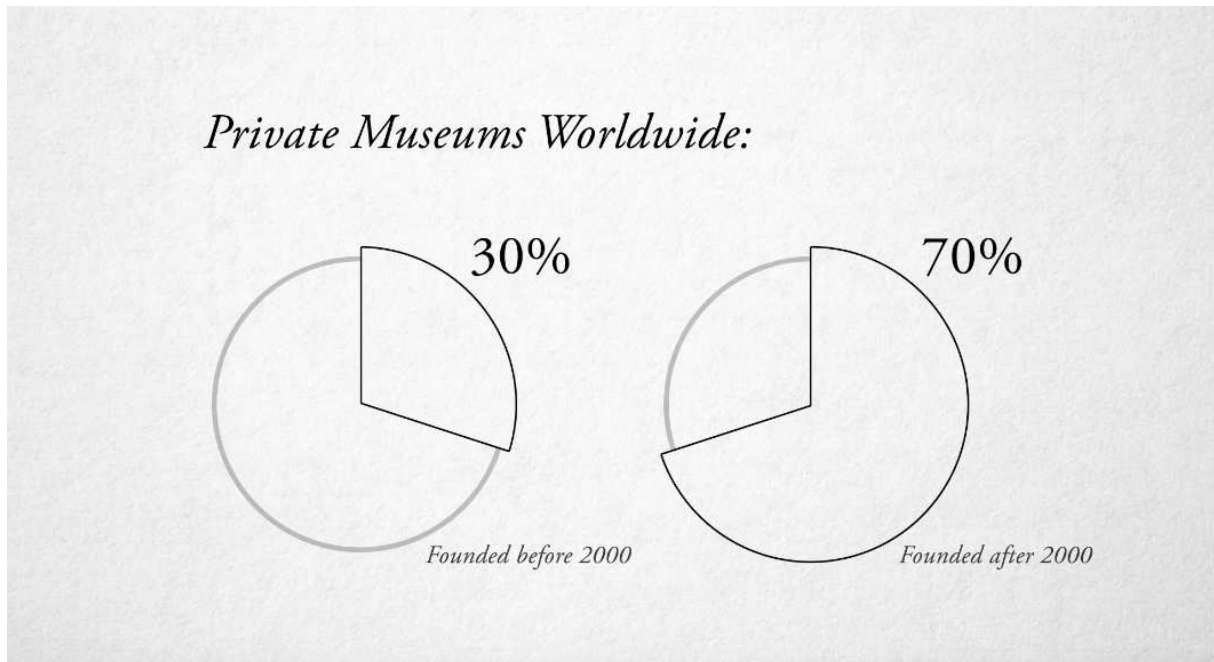 Private Museums Worldwide:
30%
70%
Founded before 2000
Founded after 2000